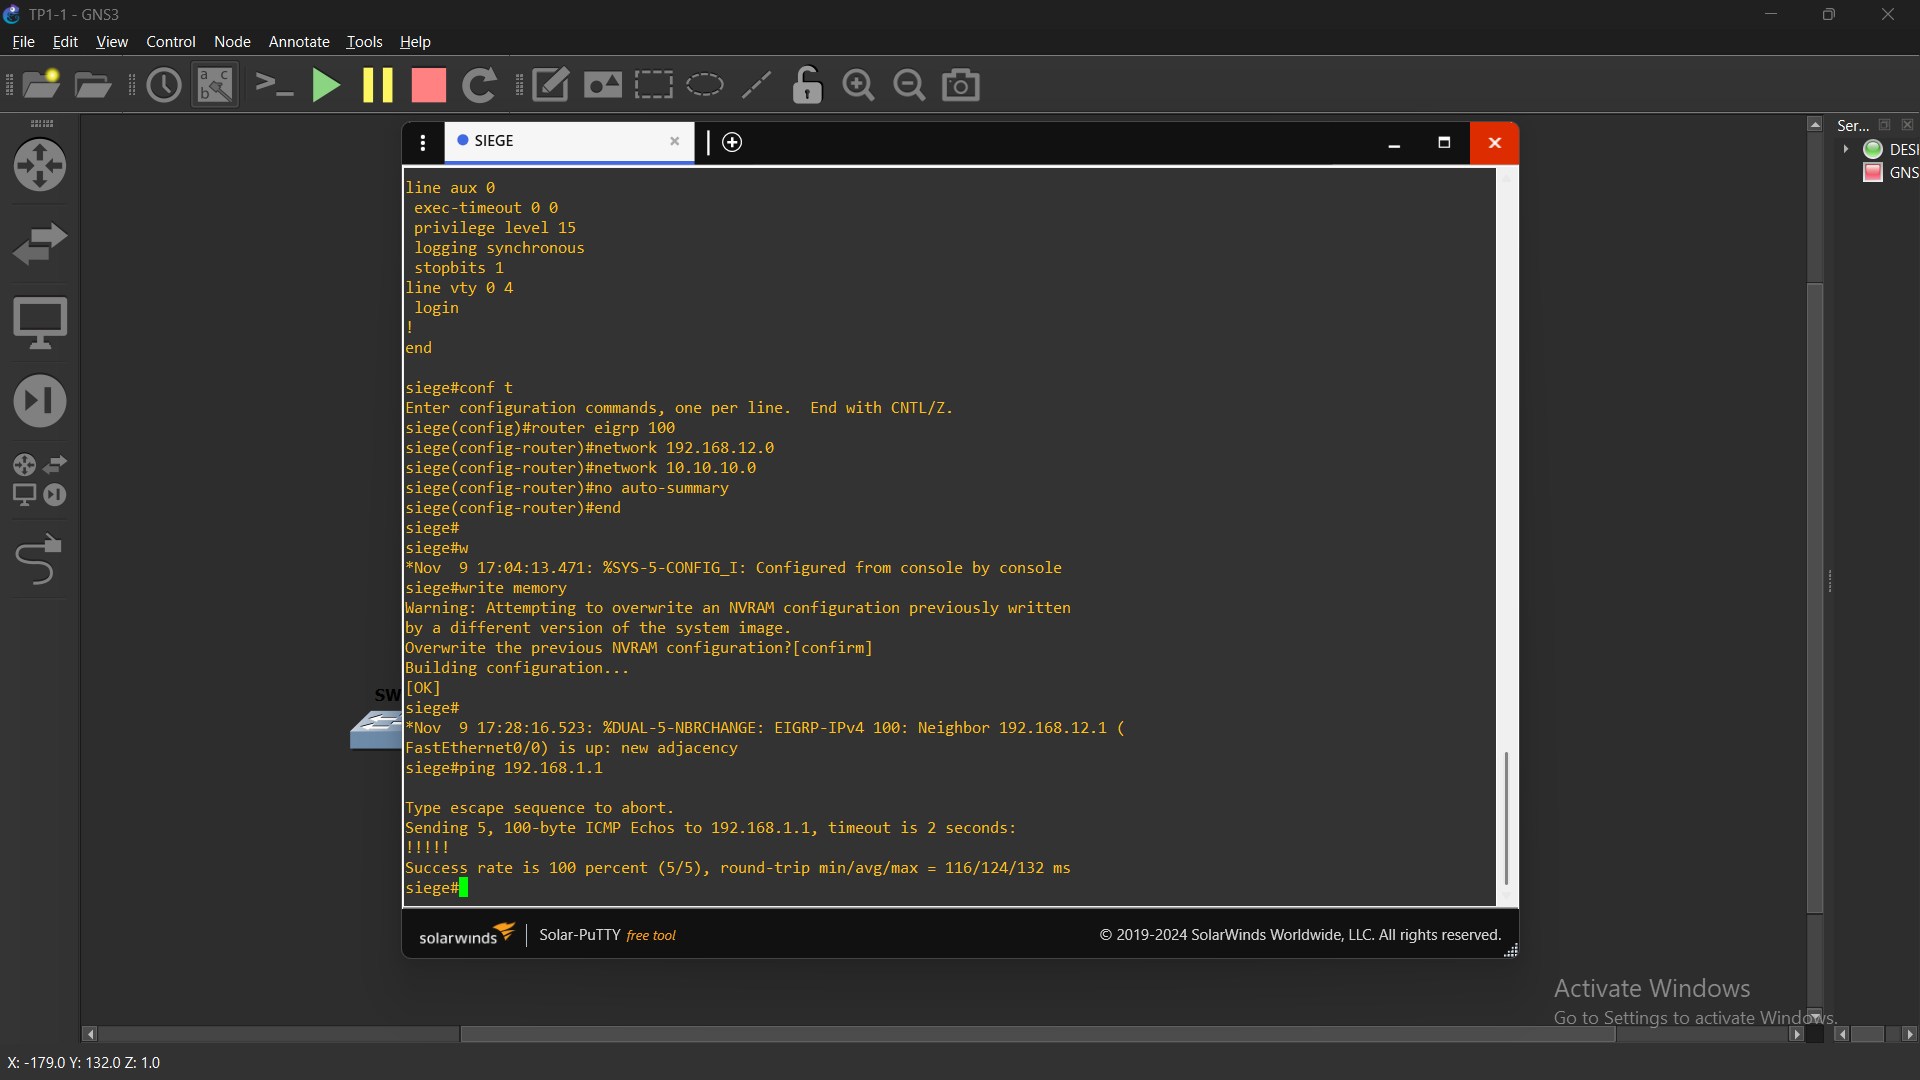 TP1-1 - GNS3
File Edit View Control Node Annotate Tools Help
a c
b
SIEGE
Ser...
DESH
GNS
line aux 0
 exec-timeout 0 0
 privilege level 15
 logging synchronous
 stopbits 1
line vty 0 4
 login
!
end
siege#conf t
Enter configuration commands, one per line.  End with CNTL/Z.
siege(config)#router eigrp 100
siege(config-router)#network 192.168.12.0
siege(config-router)#network 10.10.10.0
siege(config-router)#no auto-summary
siege(config-router)#end
siege#
siege#w
*Nov  9 17:04:13.471: %SYS-5-CONFIG_I: Configured from console by console
siege#write memory
Warning: Attempting to overwrite an NVRAM configuration previously written
by a different version of the system image.
Overwrite the previous NVRAM configuration?[confirm]
Building configuration...
[OK]
siege#
*Nov  9 17:28:16.523: %DUAL-5-NBRCHANGE: EIGRP-IPv4 100: Neighbor 192.168.12.1 (
FastEthernet0/0) is up: new adjacency
siege#ping 192.168.1.1
Type escape sequence to abort.
Sending 5, 100-byte ICMP Echos to 192.168.1.1, timeout is 2 seconds:
!!!!!
Success rate is 100 percent (5/5), round-trip min/avg/max = 116/124/132 ms
siege#
SW
solarwinds Solar-PuTTY free tool © 2019-2024 SolarWinds Worldwide, LLC. All rights reserved.
Activate Windows
Go to Settings to activate Windows.
X: -179.0 Y: 132.0 Z: 1.0